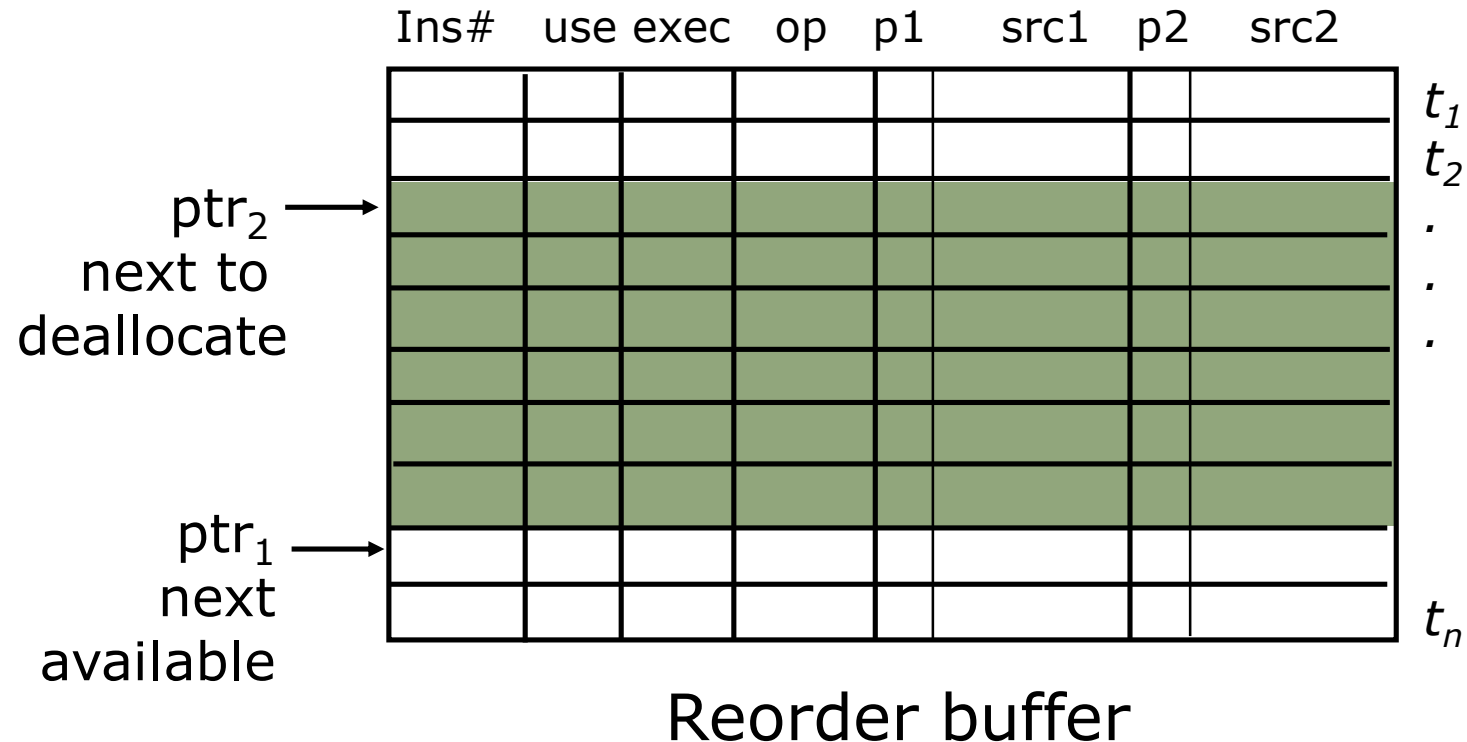 Ins# use exec op p1 src1 p2 src2
t₁
t₂
ptr₂
next to
deallocate
.
.
.
ptr₁
next
available
tₙ
Reorder buffer